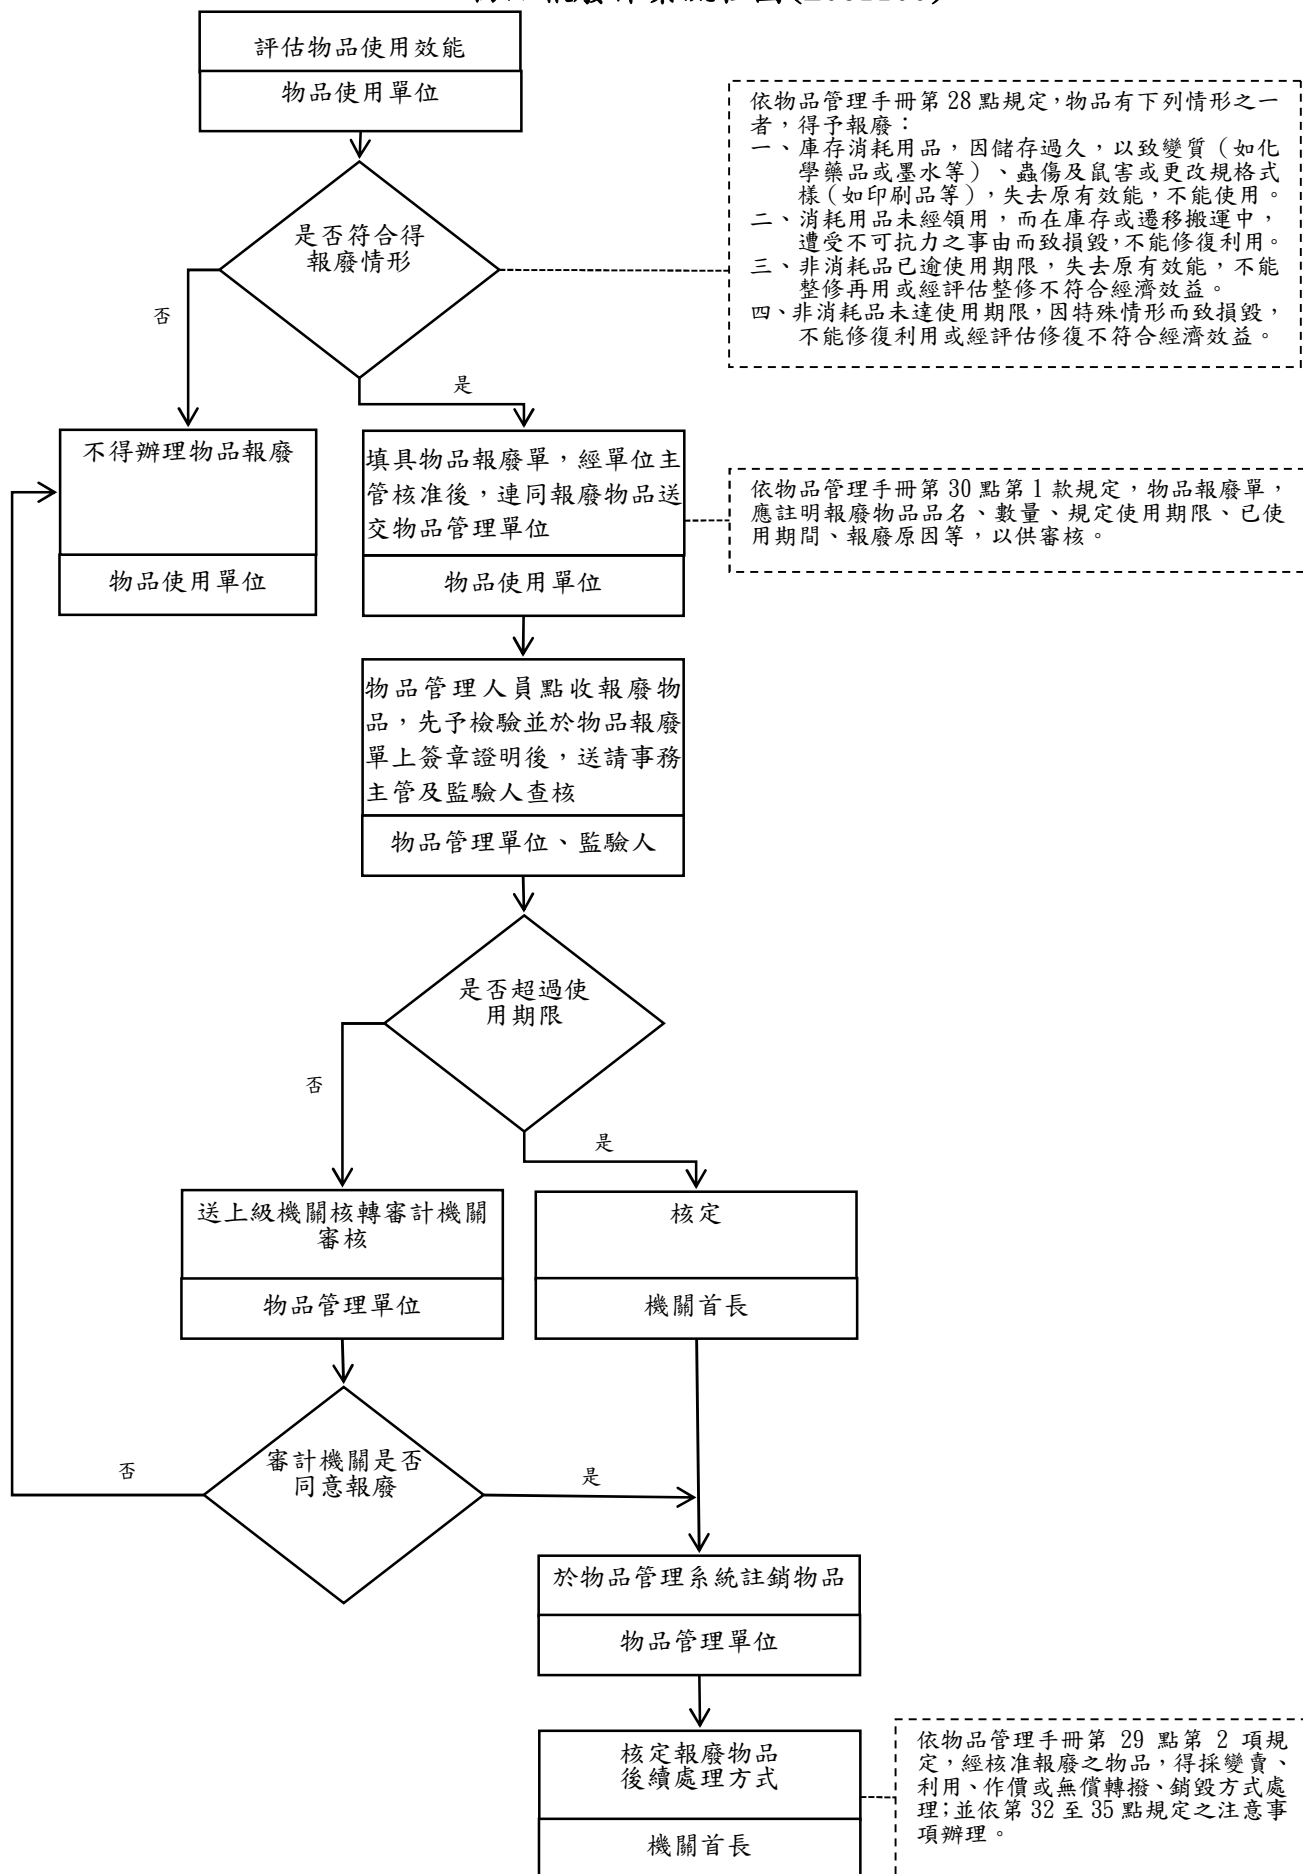 評估物品使用效能
物品使用單位
依物品管理手冊第 28 點規定,物品有下列情形之一
者,得予報廢:
一、庫存消耗用品,因儲存過久,以致變質(如化
學藥品或墨水等)、蟲傷及鼠害或更改規格式
樣(如印刷品等),失去原有效能,不能使用。
二、消耗用品未經領用,而在庫存或遷移搬運中,
遭受不可抗力之事由而致損毀,不能修復利用。
三、非消耗品已逾使用期限,失去原有效能,不能
整修再用或經評估整修不符合經濟效益。
四、非消耗品未達使用期限,因特殊情形而致損毀,
不能修復利用或經評估修復不符合經濟效益。
是否符合得
報廢情形
否
是
不得辦理物品報廢
物品使用單位
填具物品報廢單,經單位主
管核准後,連同報廢物品送
交物品管理單位
物品使用單位
依物品管理手冊第 30 點第 1 款規定,物品報廢單,
應註明報廢物品品名、數量、規定使用期限、已使
用期間、報廢原因等,以供審核。
物品管理人員點收報廢物
品,先予檢驗並於物品報廢
單上簽章證明後,送請事務
主管及監驗人查核
物品管理單位、監驗人
是否超過使
用期限
否
是
送上級機關核轉審計機關
審核
物品管理單位
核定
機關首長
審計機關是否
同意報廢
否
是
於物品管理系統註銷物品
物品管理單位
核定報廢物品
後續處理方式
機關首長
依物品管理手冊第 29 點第 2 項規
定,經核准報廢之物品,得採變賣、
利用、作價或無償轉撥、銷毀方式處
理;並依第 32 至 35 點規定之注意事
項辦理。